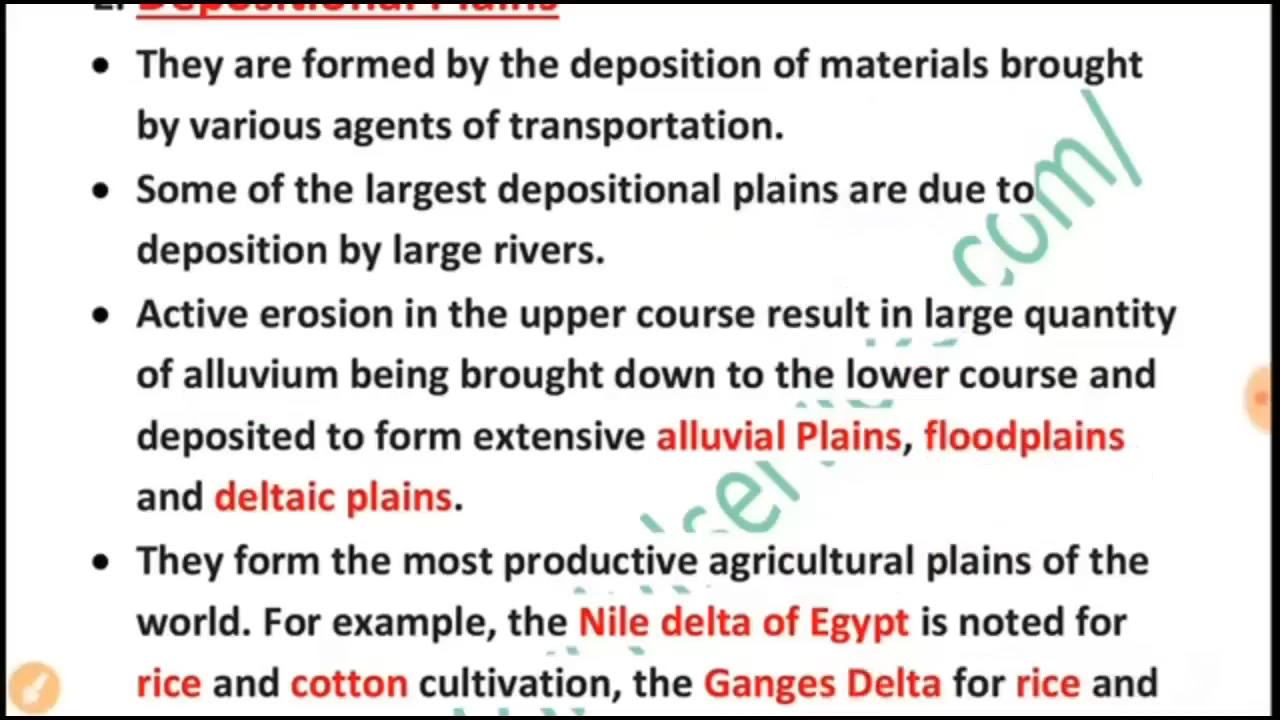 2. Depositional Plains
• They are formed by the deposition of materials brought
by various agents of transportation.
• Some of the largest depositional plains are due to
deposition by large rivers.
• Active erosion in the upper course result in large quantity
of alluvium being brought down to the lower course and
deposited to form extensive alluvial Plains, floodplains
and deltaic plains.
• They form the most productive agricultural plains of the
world. For example, the Nile delta of Egypt is noted for
rice and cotton cultivation, the Ganges Delta for rice and
com/